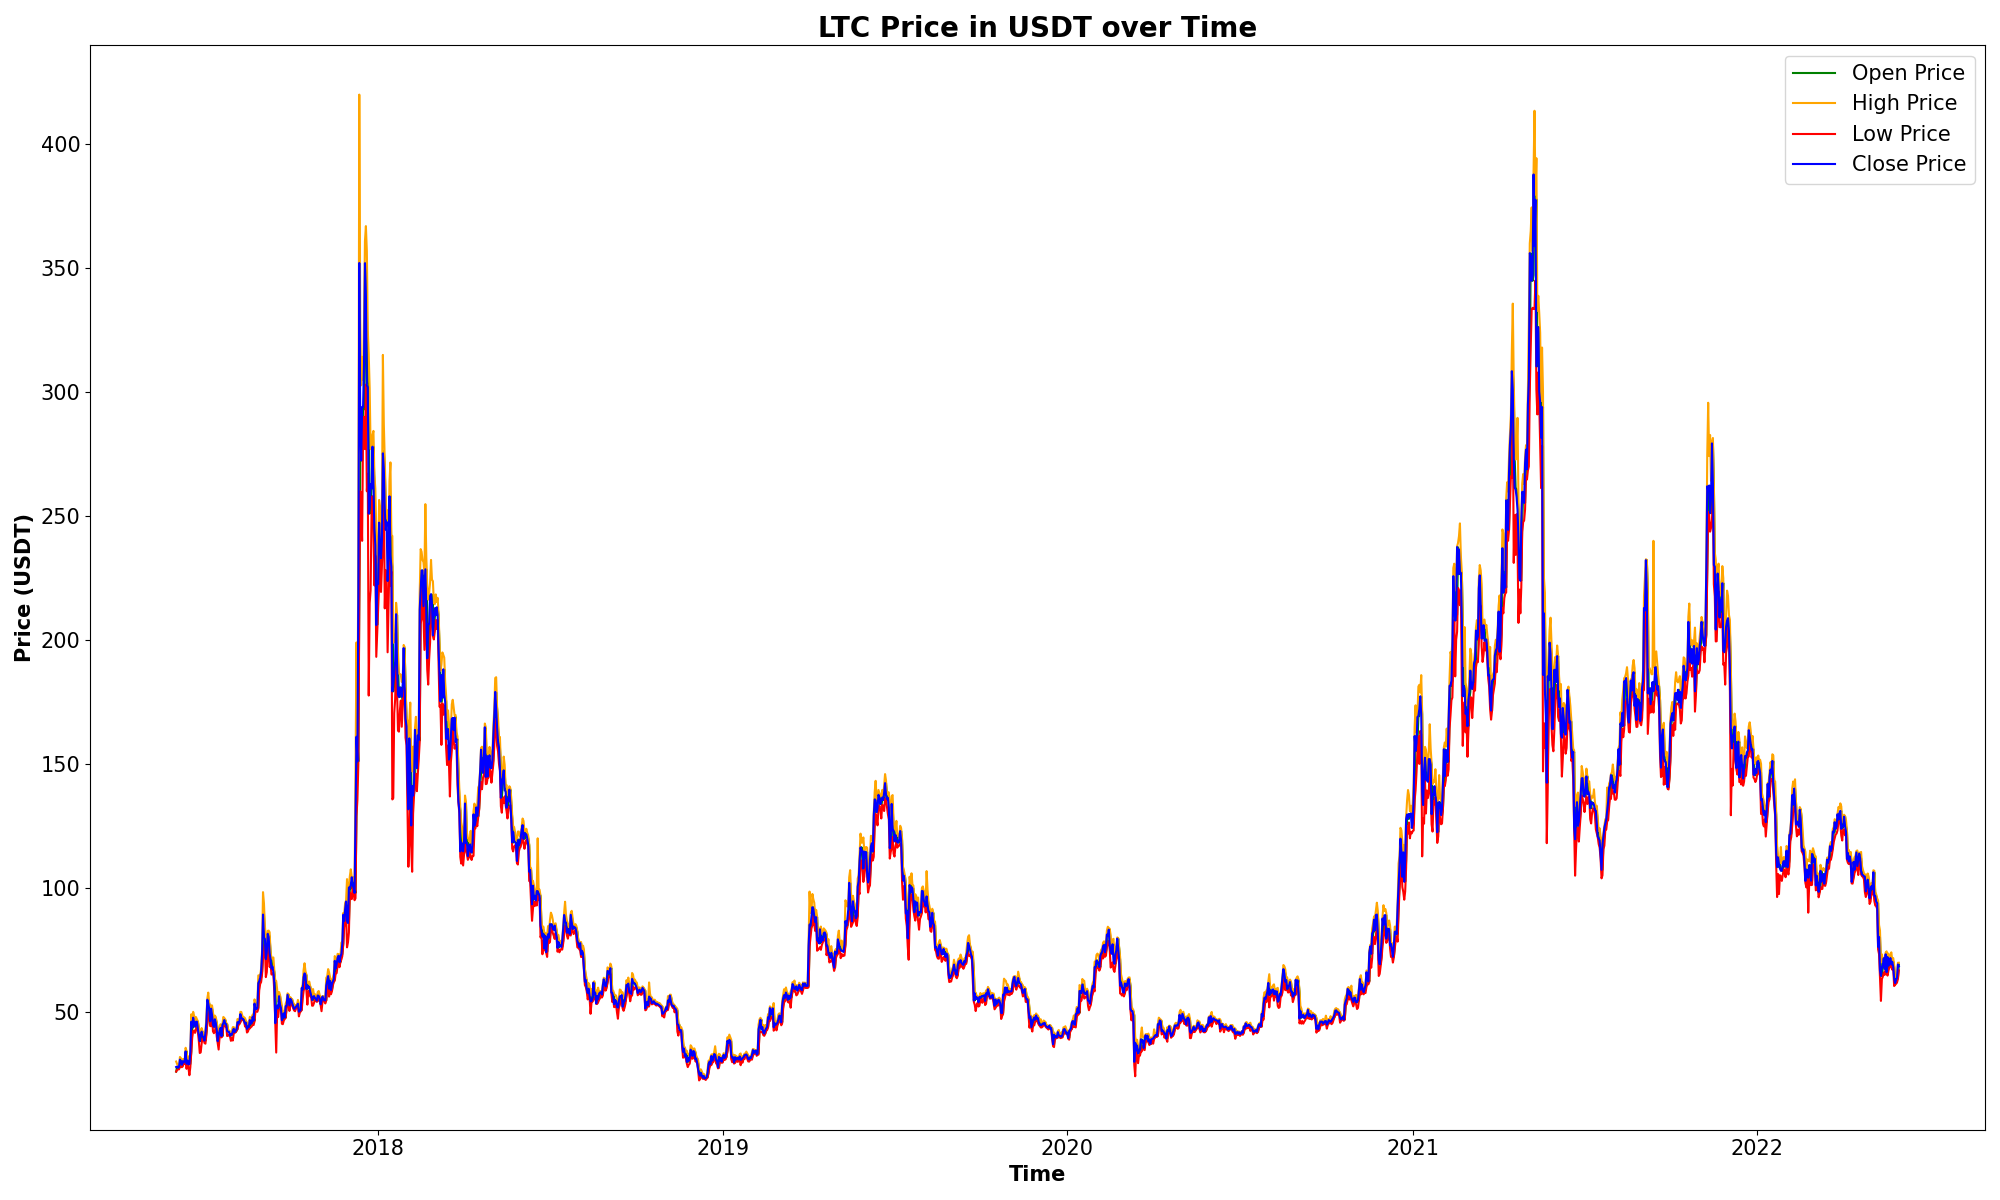 LTC Price in USDT over Time
Open Price
High Price
Low Price
Close Price
Price (USDT)
400
350
300
250
200
150
100
50
2018
2019
2020
2021
2022
Time